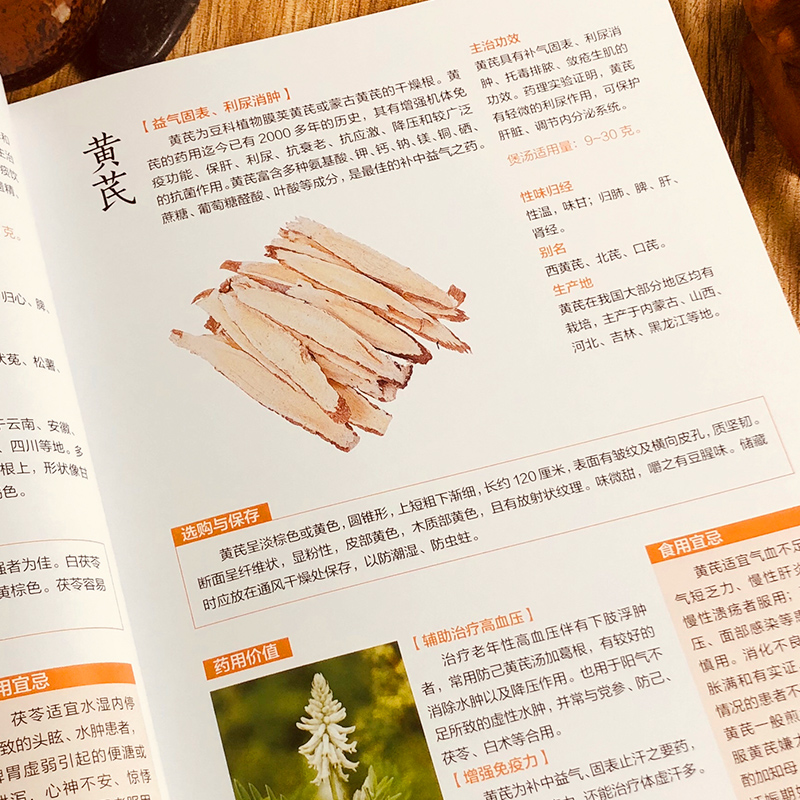 黄芪
【益气固表、利尿消肿】
黄芪为豆科植物膜荚黄芪或蒙古黄芪的干燥根。黄
芪的药用迄今已有2000多年的历史，具有增强机体免
疫功能、保肝、利尿、抗衰老、抗应激、降压和较广泛
的抗菌作用。黄芪富含多种氨基酸、钾、钙、钠、镁、铜、硒、
蔗糖、葡萄糖醛酸、叶酸等成分，是最佳的补中益气之药。
主治功效
黄芪具有补气固表、利尿消
肿、托毒排脓、敛疮生肌的
功效。药理实验证明，黄芪
有轻微的利尿作用，可保护
肝脏、调节内分泌系统。
煲汤适用量：9~30 克。
性味归经
性温，味甘；归肺、脾、肝、
肾经。
别名
西黄芪、北芪、口芪。
生产地
黄芪在我国大部分地区均有
栽培，主产于内蒙古、山西、
河北、吉林、黑龙江等地。
选购与保存
黄芪呈淡棕色或黄色，圆锥形，上短粗下渐细，长约120厘米，表面有皱纹及横向皮孔，质坚韧。
断面呈纤维状，显粉性，皮部黄色，木质部黄色，且有放射状纹理。味微甜，嚼之有豆腥味。储藏
时应放在通风干燥处保存，以防潮湿、防虫蛀。
药用价值
【辅助治疗高血压】
治疗老年性高血压伴有下肢浮肿
者，常用防己黄芪汤加葛根，有较好的
消除水肿以及降压作用。也用于阳气不
足所致的虚性水肿，并常与党参、防己、
茯苓、白术等合用。
【增强免疫力】
黄芪为补中益气、固表止汗之要药，
还能治疗体虚汗多。
食用宜忌
黄芪适宜气血不足
气短乏力、慢性肝炎
慢性溃疡者服用；
压、面部感染等
慎用。消化不良
胀满和有实证
情况的患者不
黄芪一般煎
服黄芪嫌
酌加知母
归心、脾、
茯菟、松薯、
云南、安徽、
、四川等地。多
根上，形状像甘
色。
者为佳。白茯苓
黄棕色。茯苓容易
用宜忌
茯苓适宜水湿内停
致的头眩、水肿患者，
脾胃虚弱引起的便溏或
泄泻、心神不安、惊悸